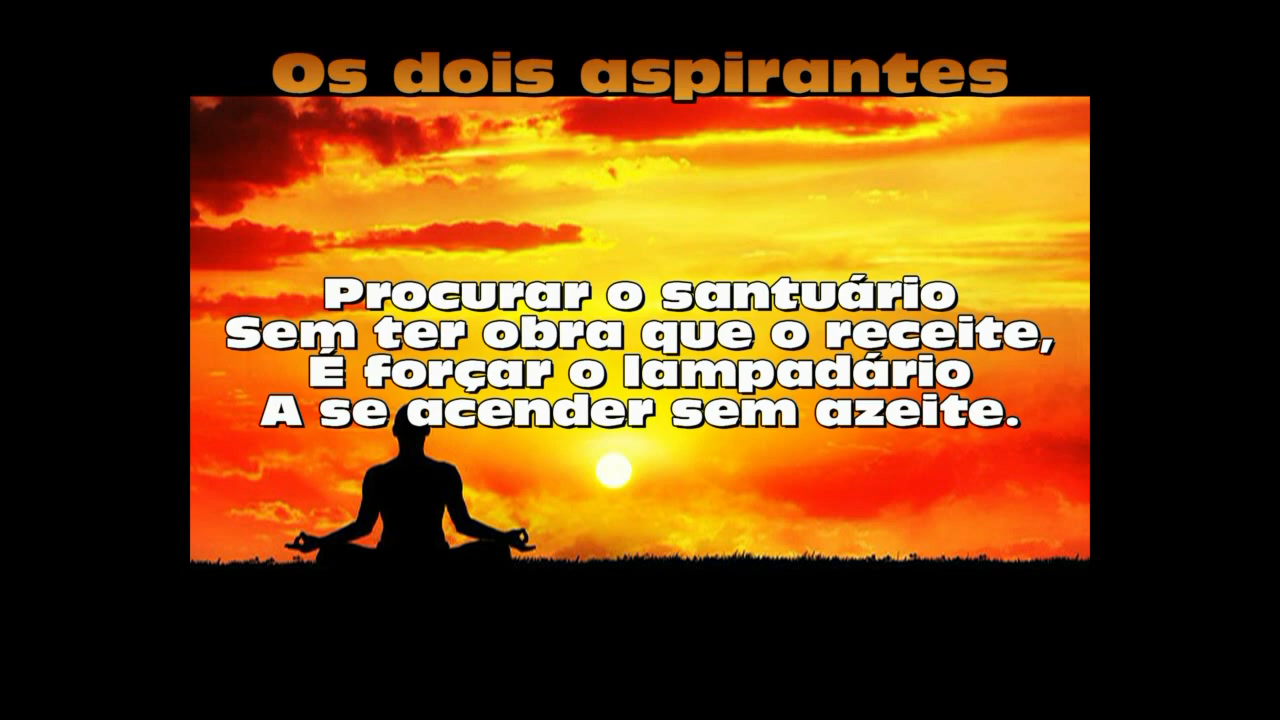 Os dois aspirantes
Procurar o santuário
Sem ter obra que o receite,
É forçar o lampadário
A se acender sem azeite.